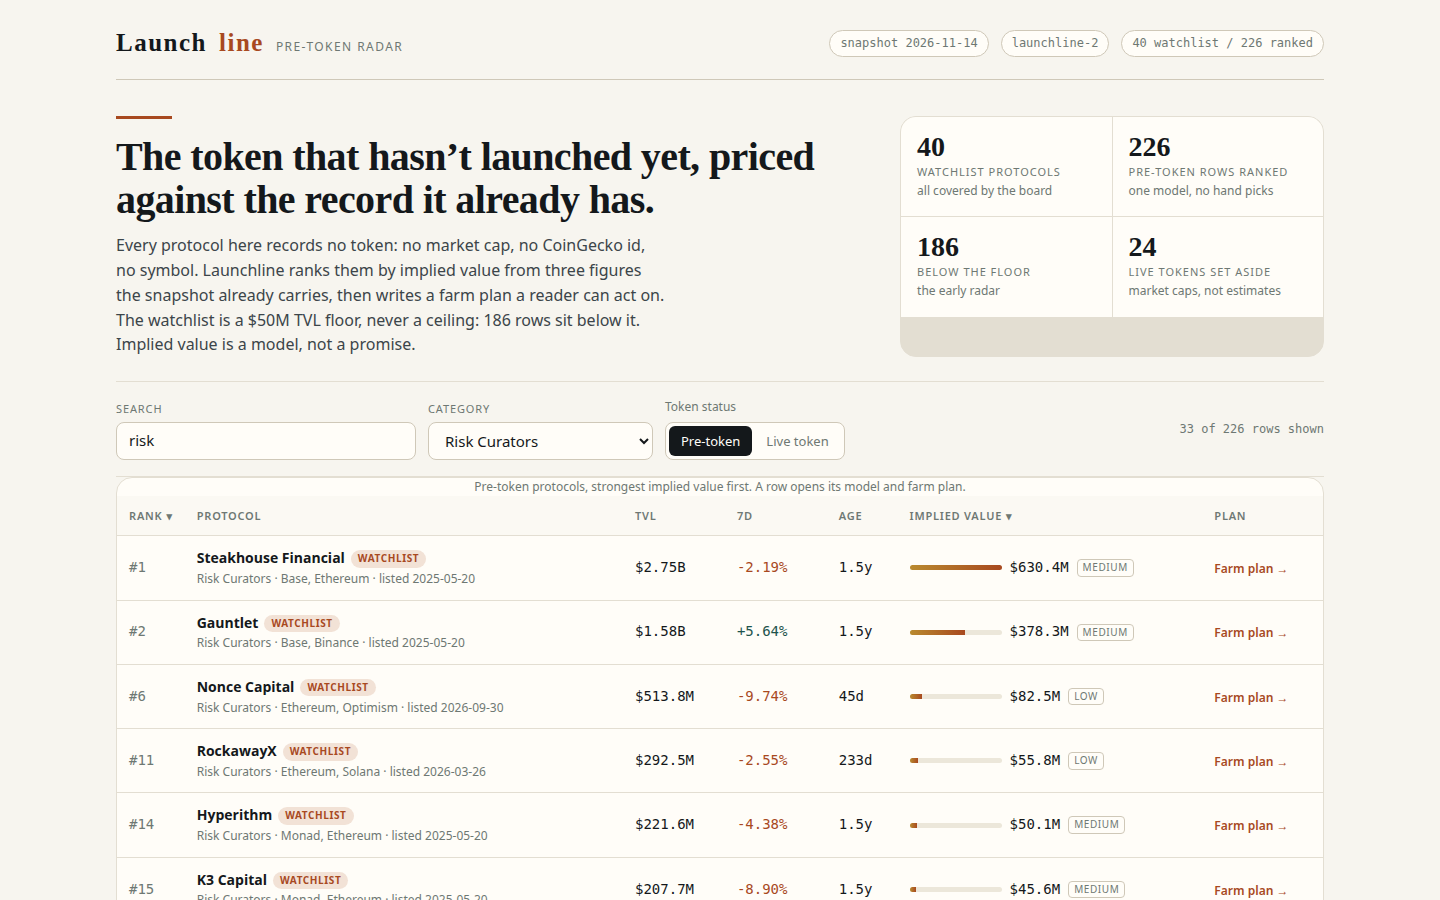 Launch line PRE-TOKEN RADAR
snapshot 2026-11-14
launchline-2
40 watchlist / 226 ranked
The token that hasn’t launched yet, priced
against the record it already has.
Every protocol here records no token: no market cap, no CoinGecko id,
no symbol. Launchline ranks them by implied value from three figures
the snapshot already carries, then writes a farm plan a reader can act on.
The watchlist is a $50M TVL floor, never a ceiling: 186 rows sit below it.
Implied value is a model, not a promise.
40
WATCHLIST PROTOCOLS
all covered by the board
226
PRE-TOKEN ROWS RANKED
one model, no hand picks
186
BELOW THE FLOOR
the early radar
24
LIVE TOKENS SET ASIDE
market caps, not estimates
SEARCH
risk
CATEGORY
Risk Curators
Token status
Pre-token Live token
33 of 226 rows shown
Pre-token protocols, strongest implied value first. A row opens its model and farm plan.
RANK ▼ PROTOCOL TVL 7D AGE IMPLIED VALUE ▼ PLAN
#1 Steakhouse Financial WATCHLIST $2.75B -2.19% 1.5y $630.4M MEDIUM Farm plan →
Risk Curators · Base, Ethereum · listed 2025-05-20
#2 Gauntlet WATCHLIST $1.58B +5.64% 1.5y $378.3M MEDIUM Farm plan →
Risk Curators · Base, Binance · listed 2025-05-20
#6 Nonce Capital WATCHLIST $513.8M -9.74% 45d $82.5M LOW Farm plan →
Risk Curators · Ethereum, Optimism · listed 2026-09-30
#11 RockawayX WATCHLIST $292.5M -2.55% 233d $55.8M LOW Farm plan →
Risk Curators · Ethereum, Solana · listed 2026-03-26
#14 Hyperithm WATCHLIST $221.6M -4.38% 1.5y $50.1M MEDIUM Farm plan →
Risk Curators · Monad, Ethereum · listed 2025-05-20
#15 K3 Capital WATCHLIST $207.7M -8.90% 1.5y $45.6M MEDIUM Farm plan →
Risk Curators · Monad, Ethereum · listed 2025-05-20